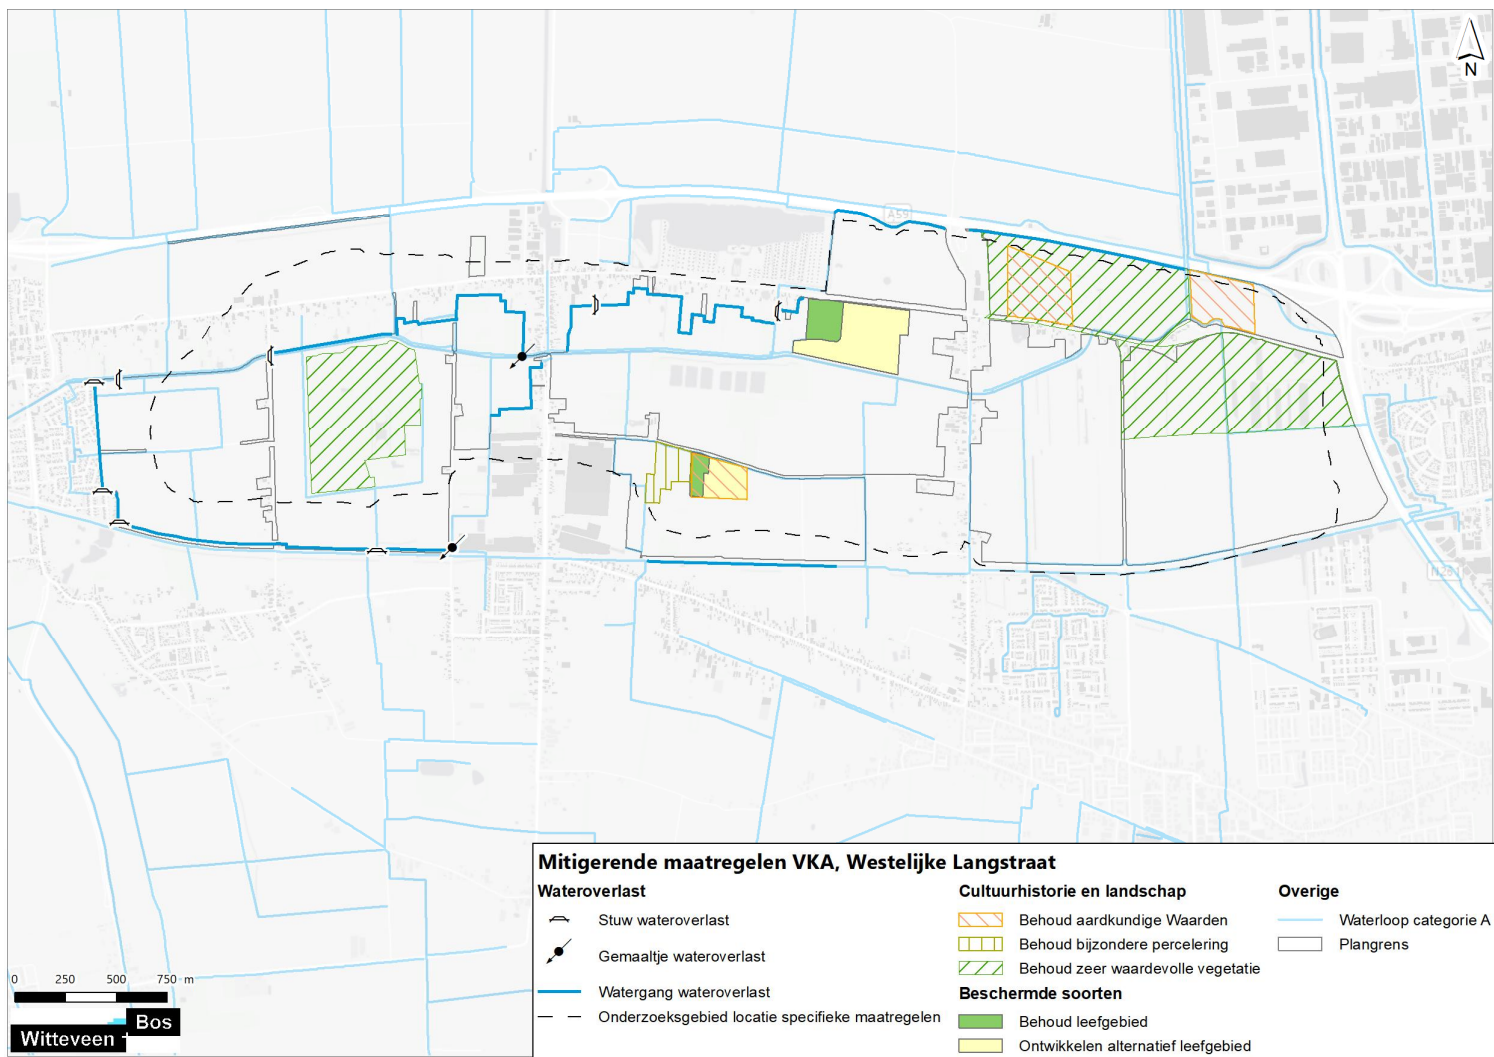 N
A59
N261
Mitigerende maatregelen VKA, Westelijke Langstraat
Wateroverlast
Stuw wateroverlast
Gemaaltje wateroverlast
Watergang wateroverlast
Onderzoeksgebied locatie specifieke maatregelen
Cultuurhistorie en landschap
Behoud aardkundige Waarden
Behoud bijzondere percelering
Behoud zeer waardevolle vegetatie
Beschermde soorten
Behoud leefgebied
Ontwikkelen alternatief leefgebied
Overige
Waterloop categorie A
Plangrens
0 250 500 750 m
Witteveen + Bos